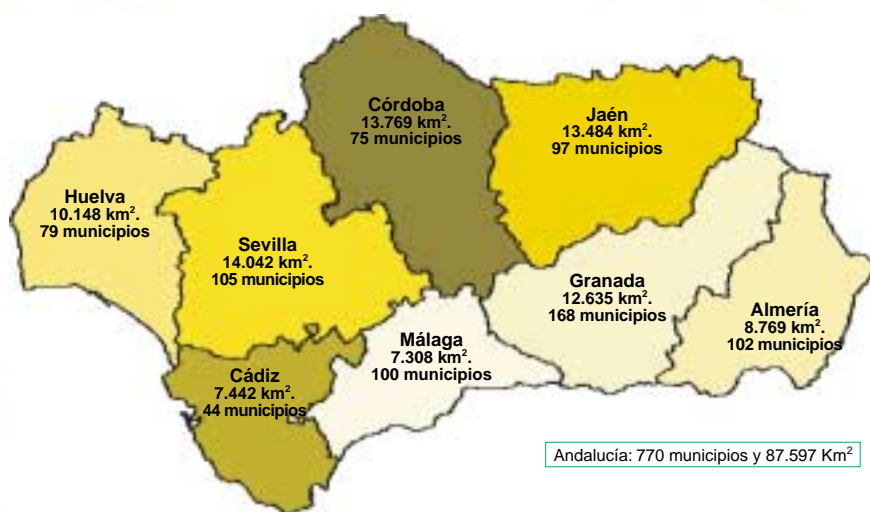 Córdoba
13.769 km².
75 municipios
Jaén
13.484 km².
97 municipios
Huelva
10.148 km².
79 municipios
Sevilla
14.042 km².
105 municipios
Granada
12.635 km².
168 municipios
Almería
8.769 km².
102 municipios
Málaga
7.308 km².
100 municipios
Cádiz
7.442 km².
44 municipios
Andalucía: 770 municipios y 87.597 Km²